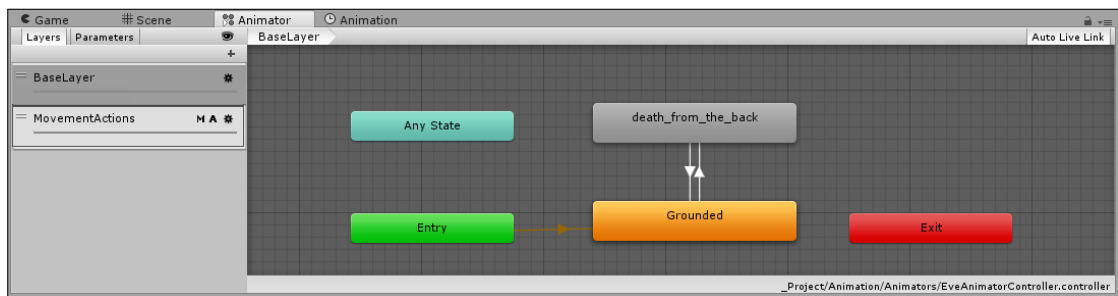 Game Scene Animator Animation
Layers Parameters BaseLayer Auto Live Link
+
BaseLayer
MovementActions M A
Any State death_from_the_back
Entry Grounded Exit
_Project/Animation/Animators/EveAnimatorController.controller